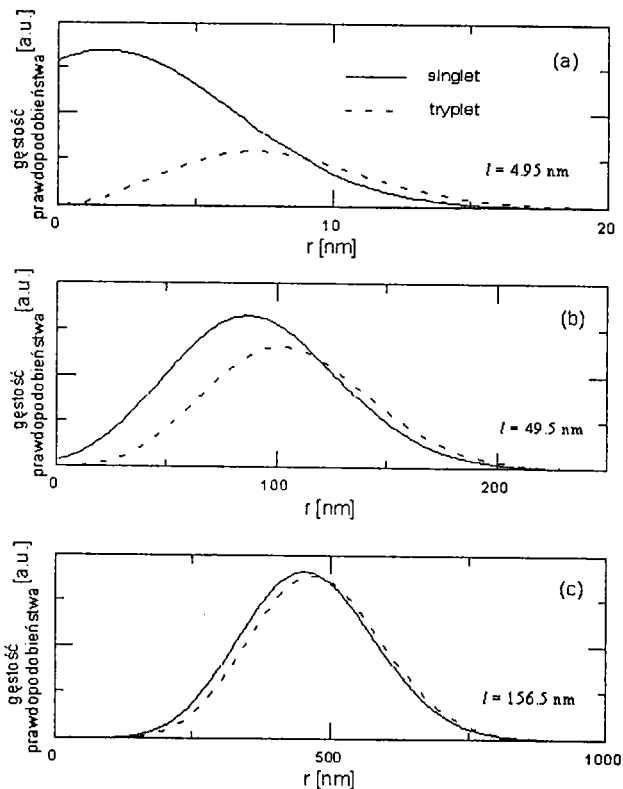 gęstość
prawdopodobieństwa [a.u.]
(a)
singlet
tryplet
l = 4.95 nm
0
10
20
r [nm]
gęstość
prawdopodobieństwa [a.u.]
(b)
l = 49.5 nm
0
100
200
r [nm]
gęstość
prawdopodobieństwa [a.u.]
(c)
l = 156.5 nm
0
500
1000
r [nm]